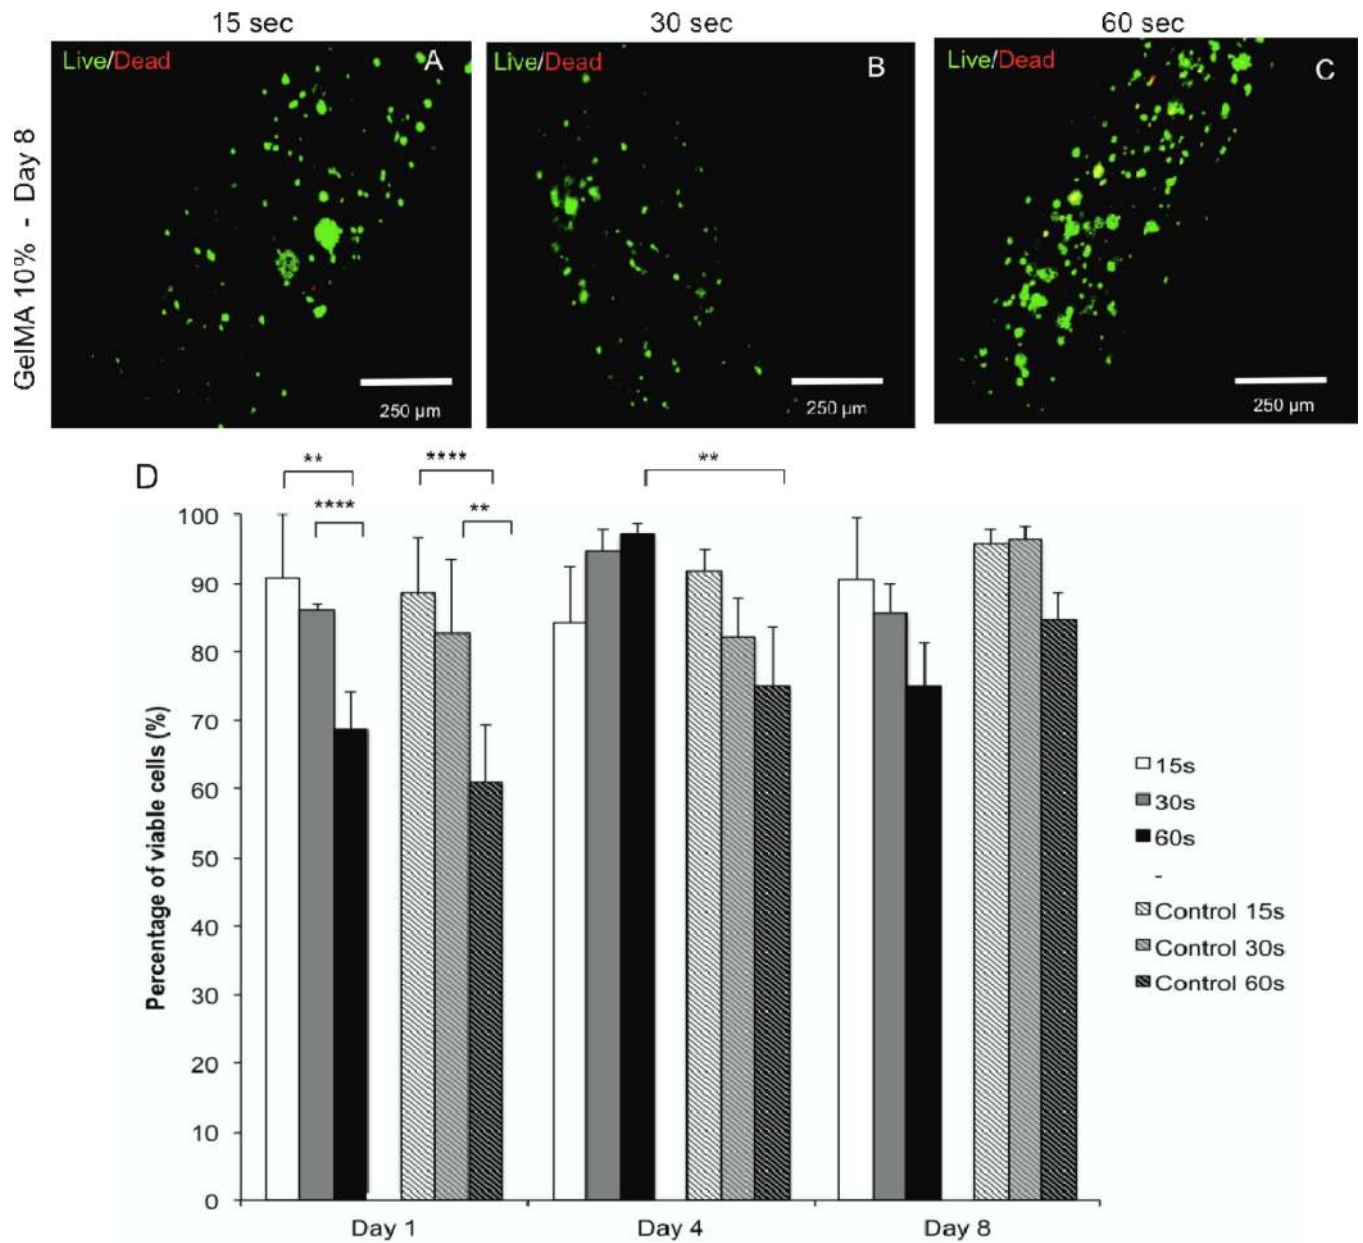 15 sec
30 sec
60 sec
GelMA 10% - Day 8
Live/Dead
A
Live/Dead
B
Live/Dead
C
250 µm
250 µm
250 µm
D
**
****
**
****
**
100
90
80
70
60
50
40
30
20
10
0
Percentage of viable cells (%)
Day 1
Day 4
Day 8
15s
30s
60s
-
Control 15s
Control 30s
Control 60s